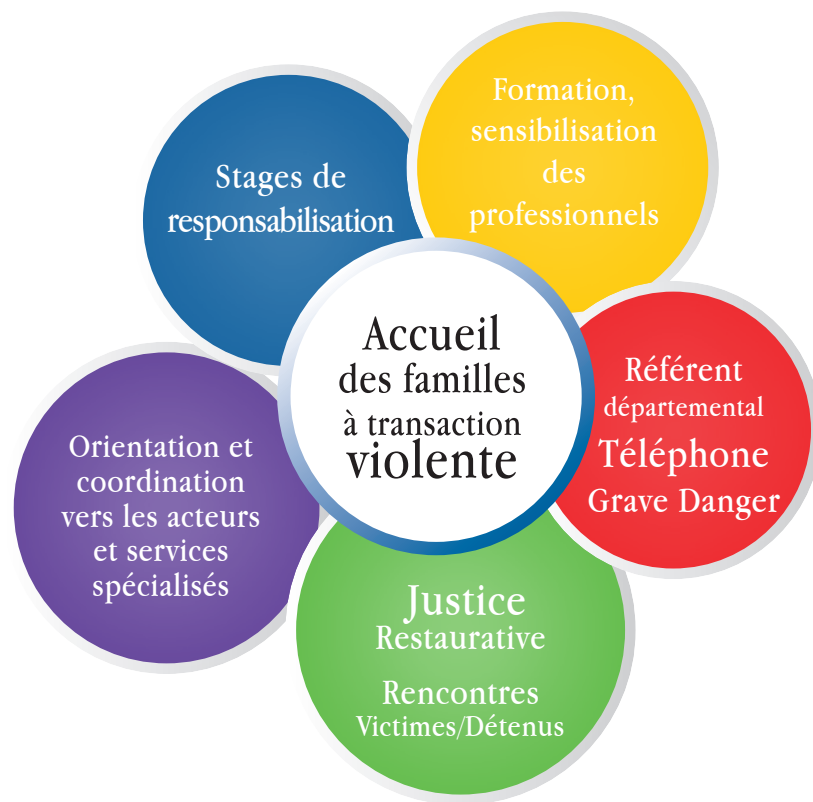 Formation,
sensibilisation
des
professionnels
Stages de
responsabilisation
Accueil
des familles
à transaction
violente
Référent
départemental
Téléphone
Grave Danger
Orientation et
coordination
vers les acteurs
et services
spécialisés
Justice
Restaurative
Rencontres
Victimes/Détenus